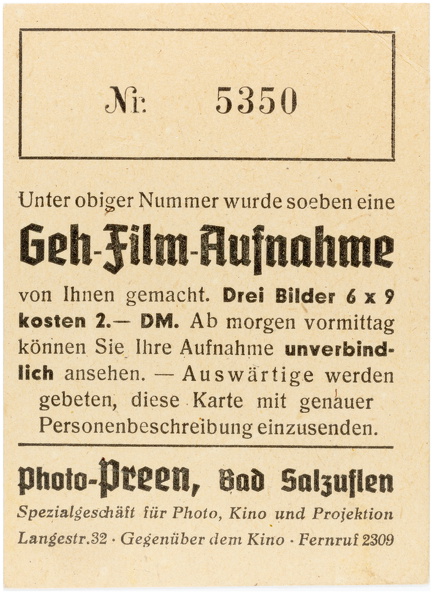 Nr. 5350
Unter obiger Nummer wurde soeben eine
Geh-Film-Aufnahme
von Ihnen gemacht. Drei Bilder 6 x 9
kosten 2.— DM. Ab morgen vormittag
können Sie Ihre Aufnahme unverbind-
lich ansehen. — Auswärtige werden
gebeten, diese Karte mit genauer
Personenbeschreibung einzusenden.
Photo-Preen, Bad Salzuflen
Spezialgeschäft für Photo, Kino und Projektion
Langestr.32 · Gegenüber dem Kino · Fernruf 2309